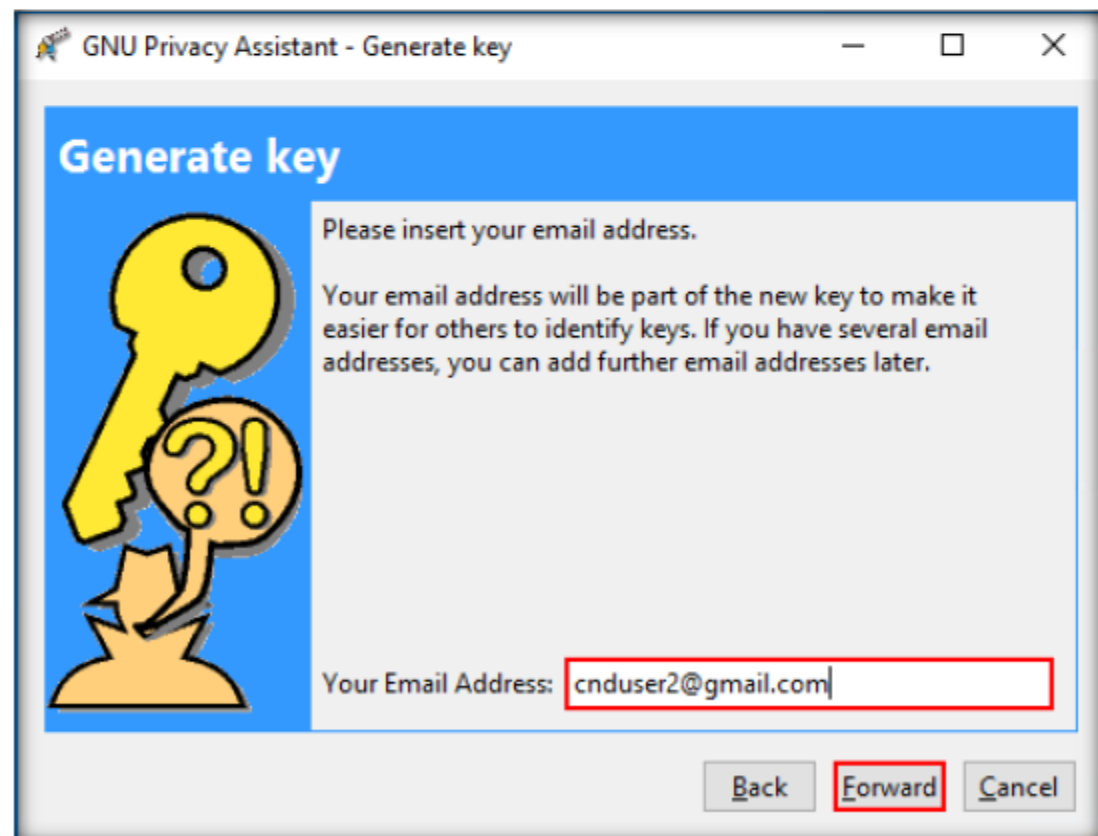 GNU Privacy Assistant - Generate key
Generate key
Please insert your email address.
Your email address will be part of the new key to make it
easier for others to identify keys. If you have several email
addresses, you can add further email addresses later.
?!
Your Email Address: cnduser2@gmail.com
Back Forward Cancel